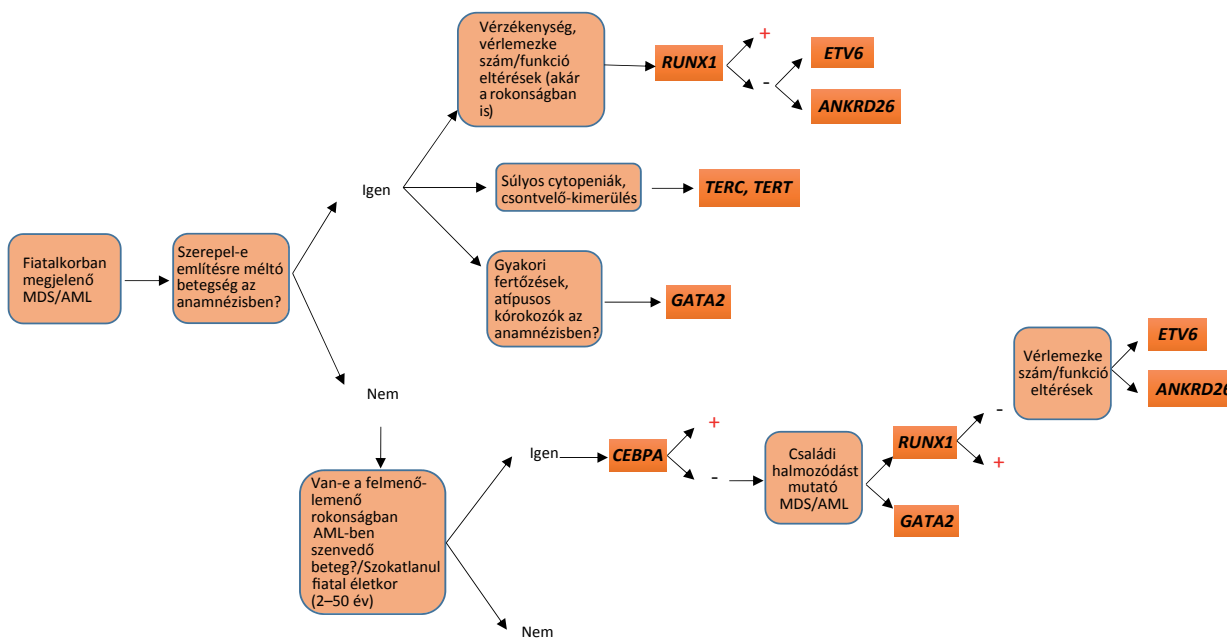 Vérzékenység,
vérlemezke
szám/funkció
eltérések (akár
a rokonságban
is)
RUNX1
+
-
ETV6
ANKRD26
Igen
Súlyos cytopeniák,
csontvelő-kimerülés
TERC, TERT
Fiatalkorban
megjelenő
MDS/AML
Szerepel-e
említésre méltó
betegség az
anamnézisben?
Gyakori
fertőzések,
atípusos
kórokozók az
anamnézisben?
GATA2
Nem
Van-e a felmenő-
lemenő
rokonságban
AML-ben
szenvedő
beteg?/Szokatlanul
fiatal életkor
(2–50 év)
Igen
CEBPA
+
-
Családi
halmozódást
mutató
MDS/AML
RUNX1
-
+
GATA2
Vérlemezke
szám/funkció
eltérések
ETV6
ANKRD26
Nem